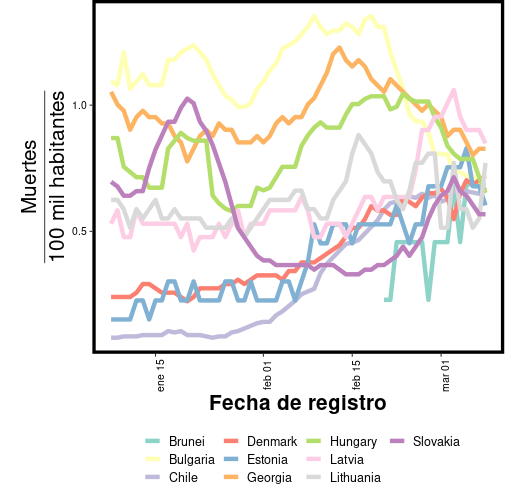 Muertes
100 mil habitantes
1.0
0.5
ene 15
feb 01
feb 15
mar 01
Fecha de registro
Brunei Denmark Hungary Slovakia
Bulgaria Estonia Latvia
Chile Georgia Lithuania